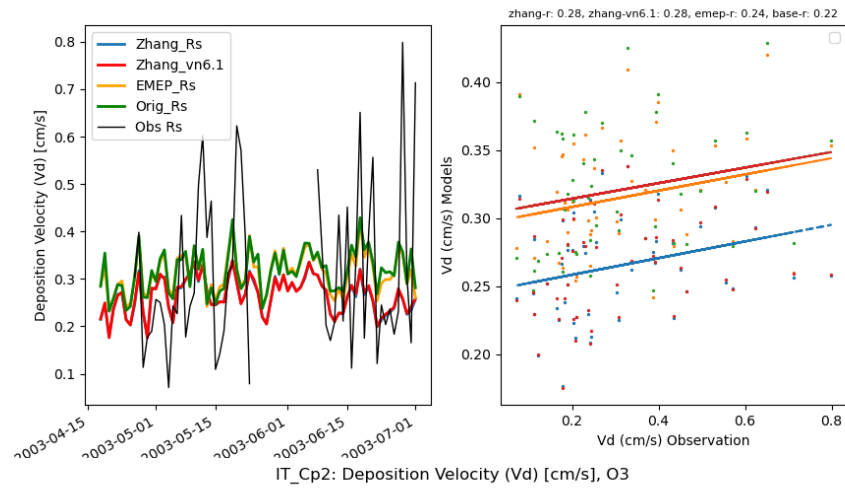 zhang-r: 0.28, zhang-vn6.1: 0.28, emep-r: 0.24, base-r: 0.22
Zhang_Rs
Zhang_vn6.1
EMEP_Rs
Orig_Rs
Obs Rs
Deposition Velocity (Vd) [cm/s]
0.8
0.7
0.6
0.5
0.4
0.3
0.2
0.1
2003-04-15
2003-05-01
2003-05-15
2003-06-01
2003-06-15
2003-07-01
Vd (cm/s) Models
0.40
0.35
0.30
0.25
0.20
0.2
0.4
0.6
0.8
Vd (cm/s) Observation
IT_Cp2: Deposition Velocity (Vd) [cm/s], O3